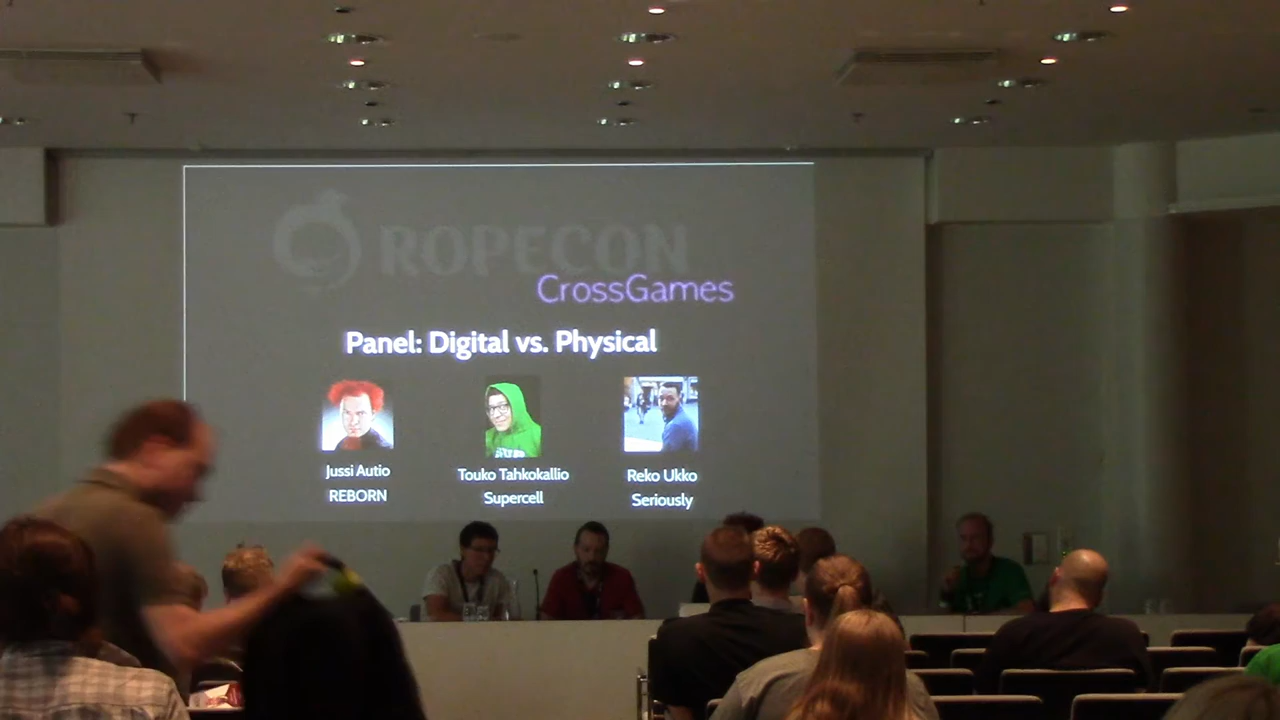 ROPECON
CrossGames
Panel: Digital vs. Physical
Jussi Autio
REBORN
Touko Tahkokallio
Supercell
Reko Ukko
Seriously